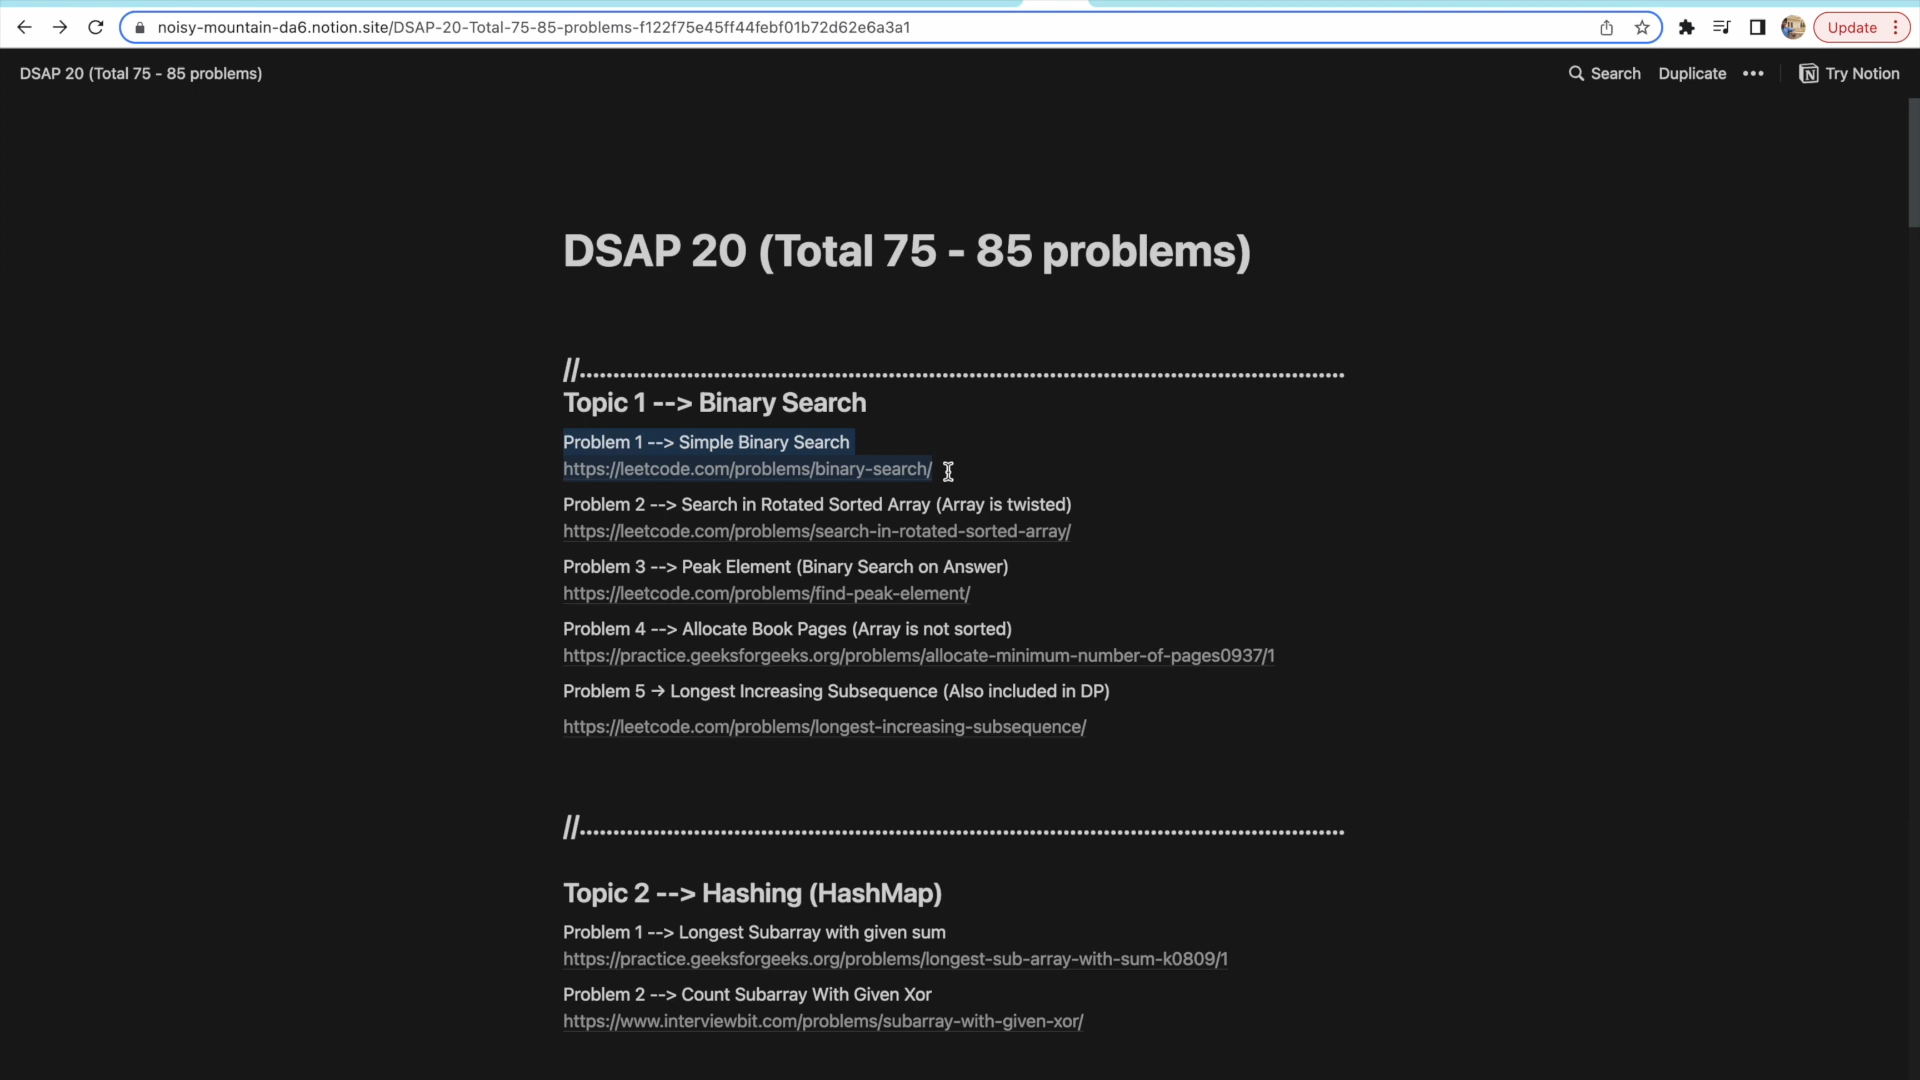 noisy-mountain-da6.notion.site/DSAP-20-Total-75-85-problems-f122f75e45ff44febf01b72d62e6a3a1
Update
DSAP 20 (Total 75 - 85 problems)
Search
Duplicate
Try Notion
DSAP 20 (Total 75 - 85 problems)
//...................................................................................................................
Topic 1 --> Binary Search
Problem 1 --> Simple Binary Search
https://leetcode.com/problems/binary-search/
Problem 2 --> Search in Rotated Sorted Array (Array is twisted)
https://leetcode.com/problems/search-in-rotated-sorted-array/
Problem 3 --> Peak Element (Binary Search on Answer)
https://leetcode.com/problems/find-peak-element/
Problem 4 --> Allocate Book Pages (Array is not sorted)
https://practice.geeksforgeeks.org/problems/allocate-minimum-number-of-pages0937/1
Problem 5 → Longest Increasing Subsequence (Also included in DP)
https://leetcode.com/problems/longest-increasing-subsequence/
//...................................................................................................................
Topic 2 --> Hashing (HashMap)
Problem 1 --> Longest Subarray with given sum
https://practice.geeksforgeeks.org/problems/longest-sub-array-with-sum-k0809/1
Problem 2 --> Count Subarray With Given Xor
https://www.interviewbit.com/problems/subarray-with-given-xor/